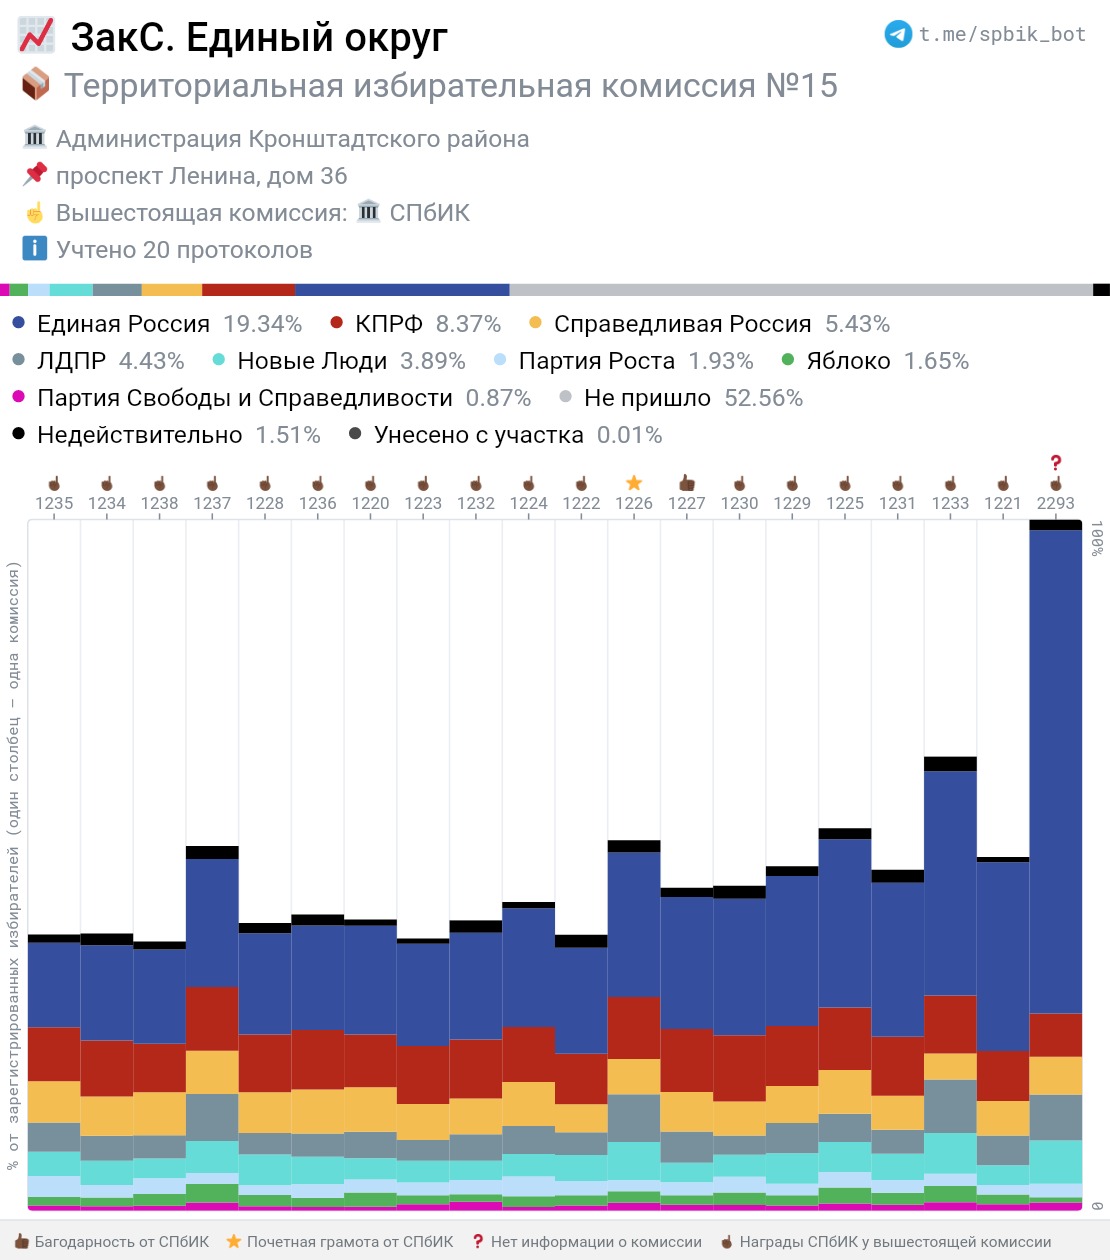 ЗакС. Единый округ
t.me/spbik_bot
Территориальная избирательная комиссия №15
Администрация Кронштадтского района
проспект Ленина, дом 36
Вышестоящая комиссия: СПбИК
Учтено 20 протоколов
Единая Россия 19.34% КПРФ 8.37% Справедливая Россия 5.43%
ЛДПР 4.43% Новые Люди 3.89% Партия Роста 1.93% Яблоко 1.65%
Партия Свободы и Справедливости 0.87% Не пришло 52.56%
Недействительно 1.51% Унесено с участка 0.01%
1235 1234 1238 1237 1228 1236 1220 1223 1232 1224 1222 1226 1227 1230 1229 1225 1231 1233 1221 2293
100%
% от зарегистрированных избирателей (один столбец – одна комиссия)
0
Багодарность от СПбИК Почетная грамота от СПбИК Нет информации о комиссии Награды СПбИК у вышестоящей комиссии